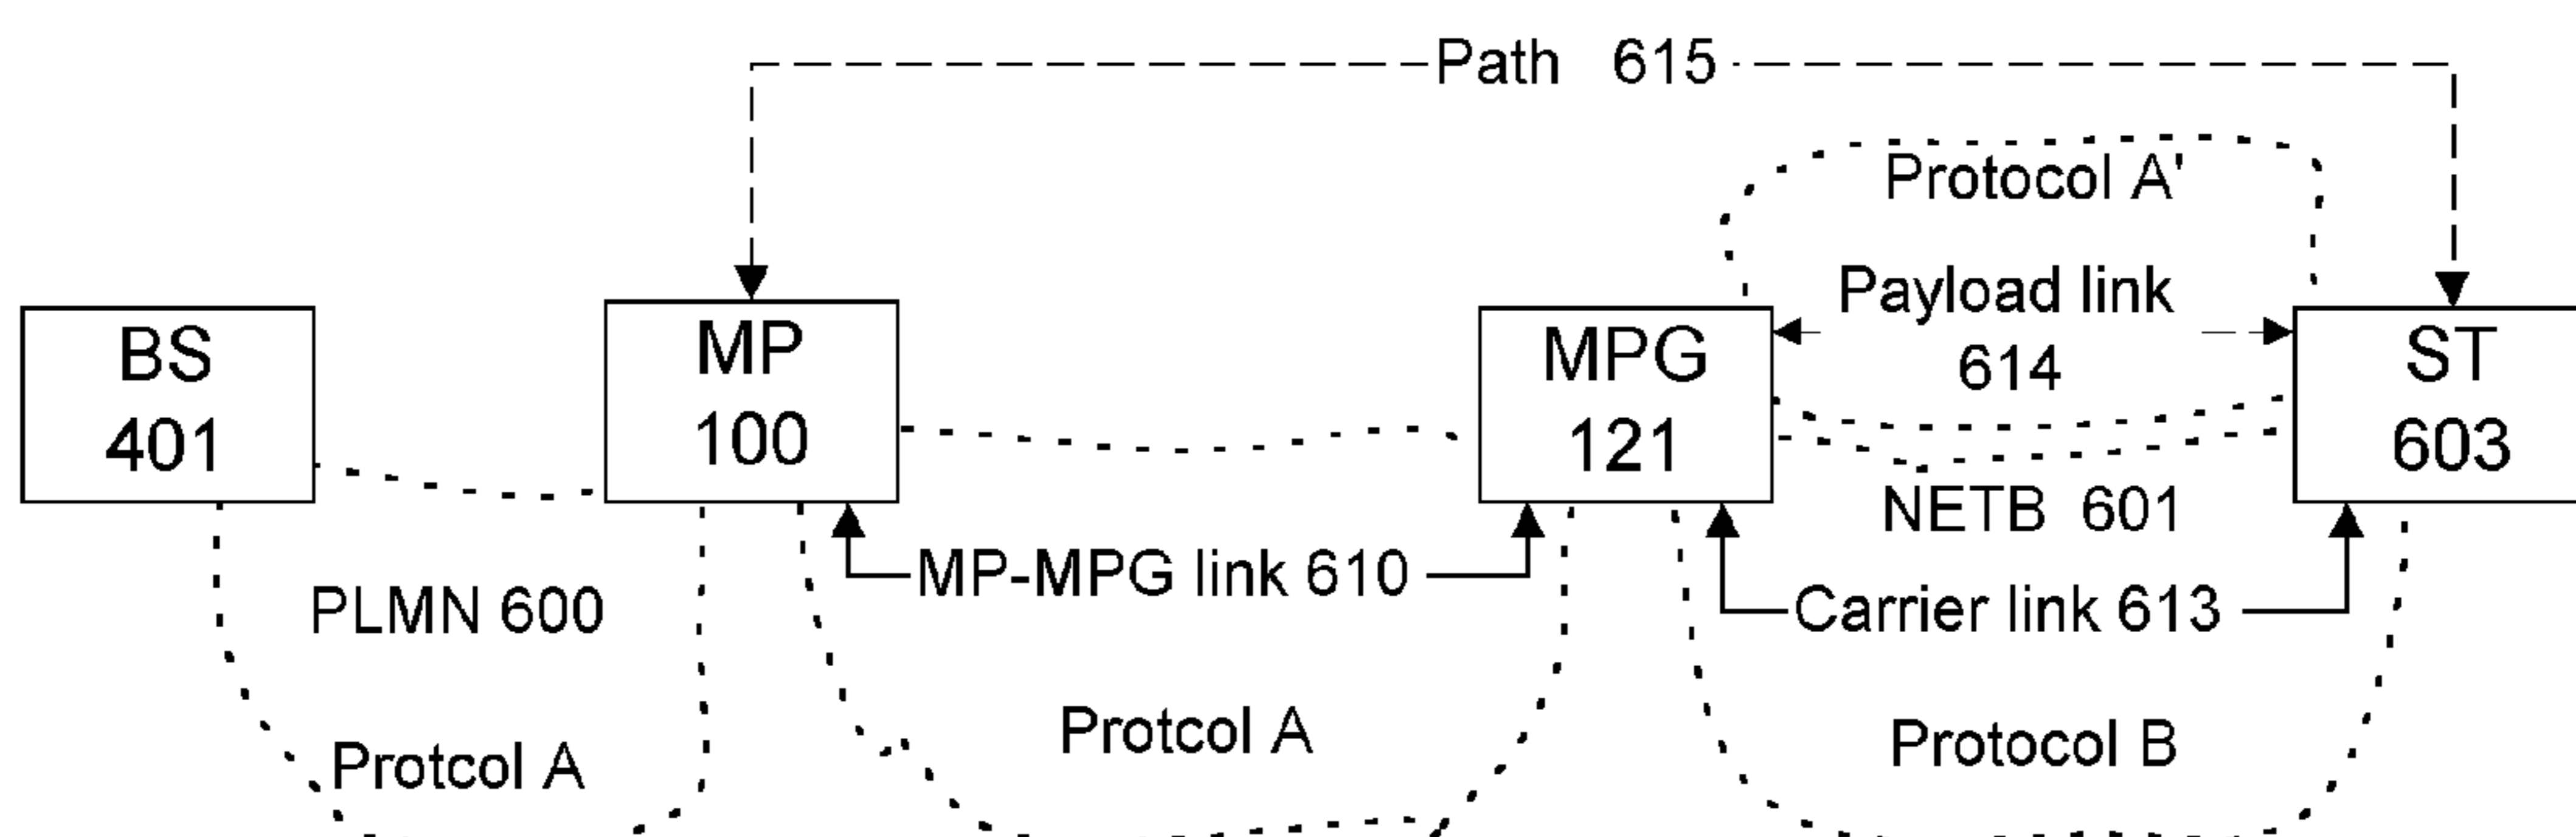 Path 615
Protocol A'
Payload link
614
BS
401
MP
100
MPG
121
ST
603
NETB 601
MP-MPG link 610
PLMN 600
Carrier link 613
Protcol A
Protcol A
Protocol B